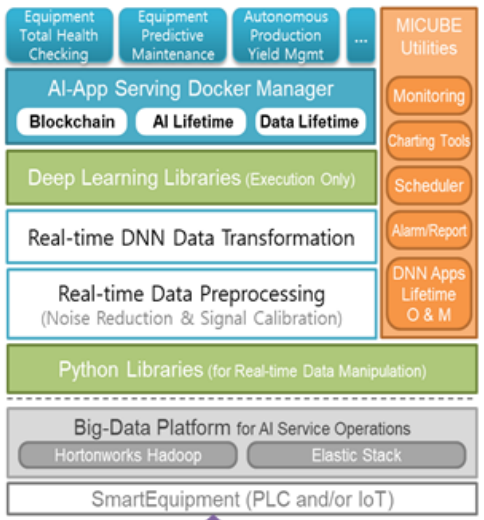 Equipment
Total Health
Checking
Equipment
Predictive
Maintenance
Autonomous
Production
Yield Mgmt
...
MICUBE
Utilities
AI-App Serving Docker Manager
Blockchain
AI Lifetime
Data Lifetime
Monitoring
Charting Tools
Deep Learning Libraries (Execution Only)
Scheduler
Real-time DNN Data Transformation
Alarm/Report
Real-time Data Preprocessing
(Noise Reduction & Signal Calibration)
DNN Apps
Lifetime
O & M
Python Libraries (for Real-time Data Manipulation)
Big-Data Platform for AI Service Operations
Hortonworks Hadoop
Elastic Stack
SmartEquipment (PLC and/or IoT)